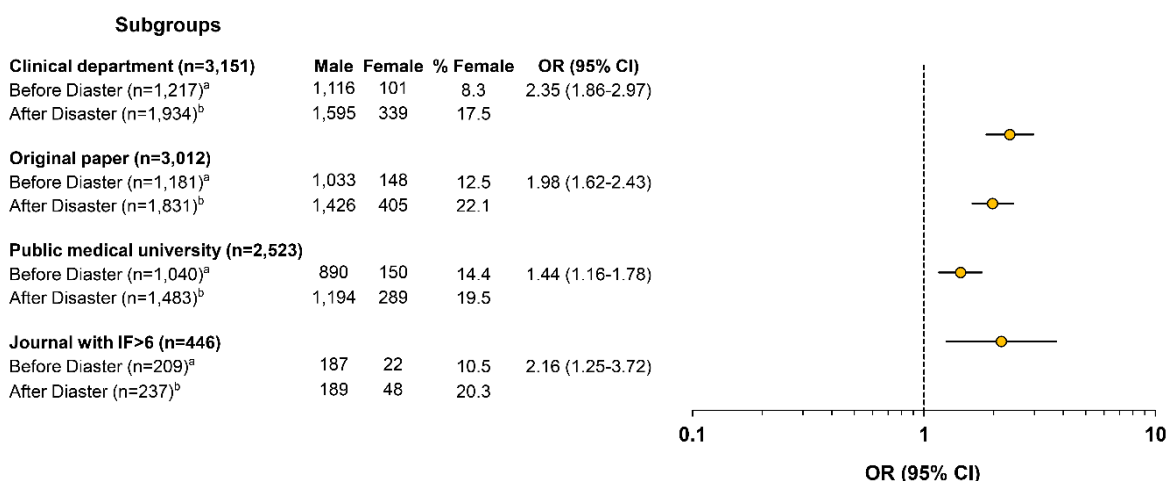 Subgroups
Clinical department (n=3,151) Male Female % Female OR (95% CI)
Before Diaster (n=1,217)a 1,116 101 8.3 2.35 (1.86-2.97)
After Disaster (n=1,934)b 1,595 339 17.5
Original paper (n=3,012)
Before Diaster (n=1,181)a 1,033 148 12.5 1.98 (1.62-2.43)
After Disaster (n=1,831)b 1,426 405 22.1
Public medical university (n=2,523)
Before Diaster (n=1,040)a 890 150 14.4 1.44 (1.16-1.78)
After Disaster (n=1,483)b 1,194 289 19.5
Journal with IF>6 (n=446)
Before Diaster (n=209)a 187 22 10.5 2.16 (1.25-3.72)
After Diaster (n=237)b 189 48 20.3
0.1 1 10
OR (95% CI)